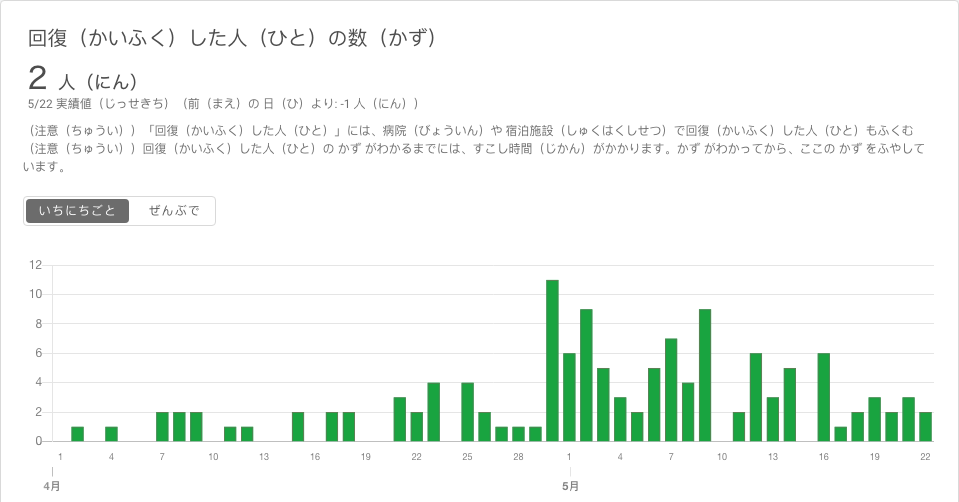 回復（かいふく）した人（ひと）の数（かず）
2 人（にん）
5/22 実績値（じっせきち）（前（まえ）の 日（ひ）より: -1 人（にん））
（注意（ちゅうい））「回復（かいふく）した人（ひと）」には、病院（びょういん）や 宿泊施設（しゅくはくしせつ）で回復（かいふく）した人（ひと）もふくむ
（注意（ちゅうい））回復（かいふく）した人（ひと）の かず がわかるまでには、すこし時間（じかん）がかかります。かず がわかってから、ここの かず をふやして
います。
いちにちごと ぜんぶで
12
10
8
6
4
2
0
1 4 7 10 13 16 19 22 25 28 1 4 7 10 13 16 19 22
4月 5月